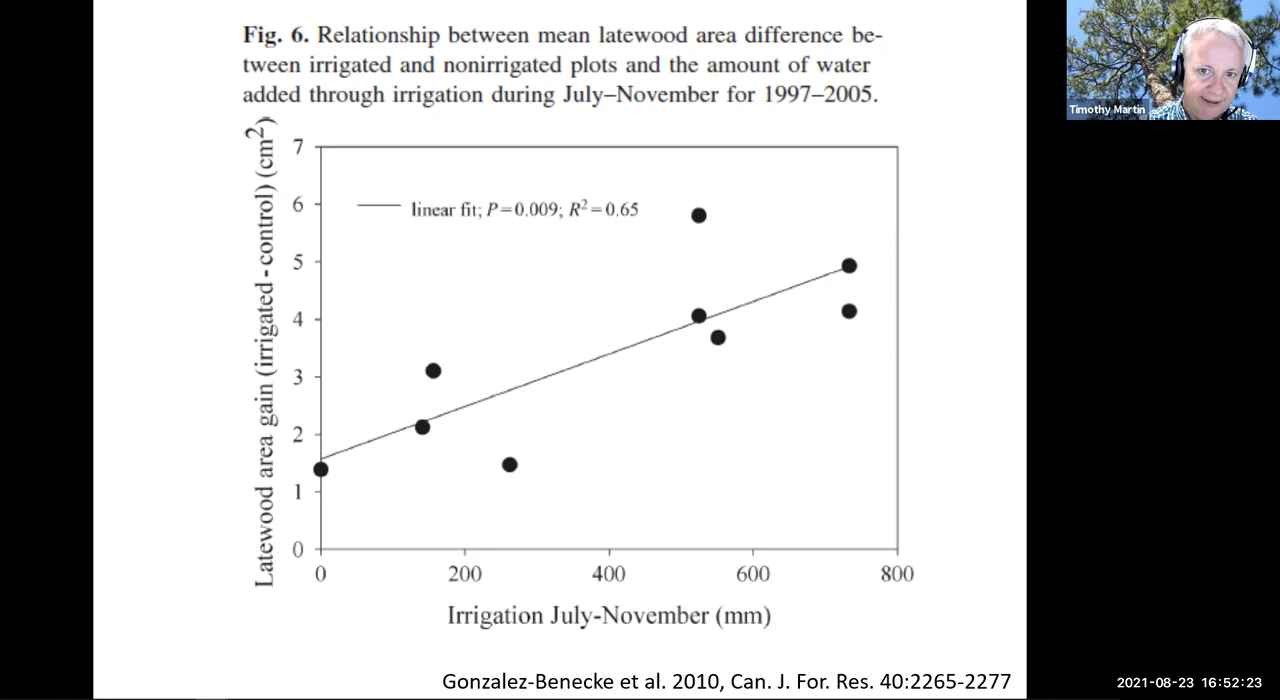 Fig. 6. Relationship between mean latewood area difference be-
tween irrigated and nonirrigated plots and the amount of water
added through irrigation during July–November for 1997–2005.
Timothy Martin
Latewood area gain (irrigated - control) (cm²)
7
6
5
4
3
2
1
0
linear fit; P=0.009; R²=0.65
0 200 400 600 800
Irrigation July-November (mm)
Gonzalez-Benecke et al. 2010, Can. J. For. Res. 40:2265-2277
2021-08-23 16:52:23